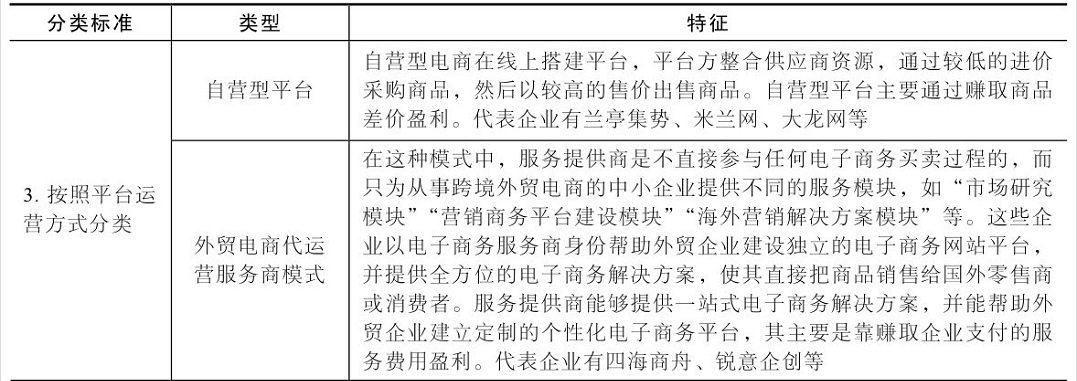 分类标准 类型 特征
自营型电商在线上搭建平台，平台方整合供应商资源，通过较低的进价
自营型平台 采购商品，然后以较高的售价出售商品。自营型平台主要通过赚取商品
差价盈利。代表企业有兰亭集势、米兰网、大龙网等
3. 按照平台运
营方式分类
外贸电商代运
营服务商模式
在这种模式中，服务提供商是不直接参与任何电子商务买卖过程的，而
只为从事跨境外贸电商的中小企业提供不同的服务模块，如“市场研究
模块”“营销商务平台建设模块”“海外营销解决方案模块”等。这些企
业以电子商务服务商身份帮助外贸企业建设独立的电子商务网站平台，
并提供全方位的电子商务解决方案，使其直接把商品销售给国外零售商
或消费者。服务提供商能够提供一站式电子商务解决方案，并能帮助外
贸企业建立定制的个性化电子商务平台，其主要是靠赚取企业支付的服
务费用盈利。代表企业有四海商舟、锐意企创等